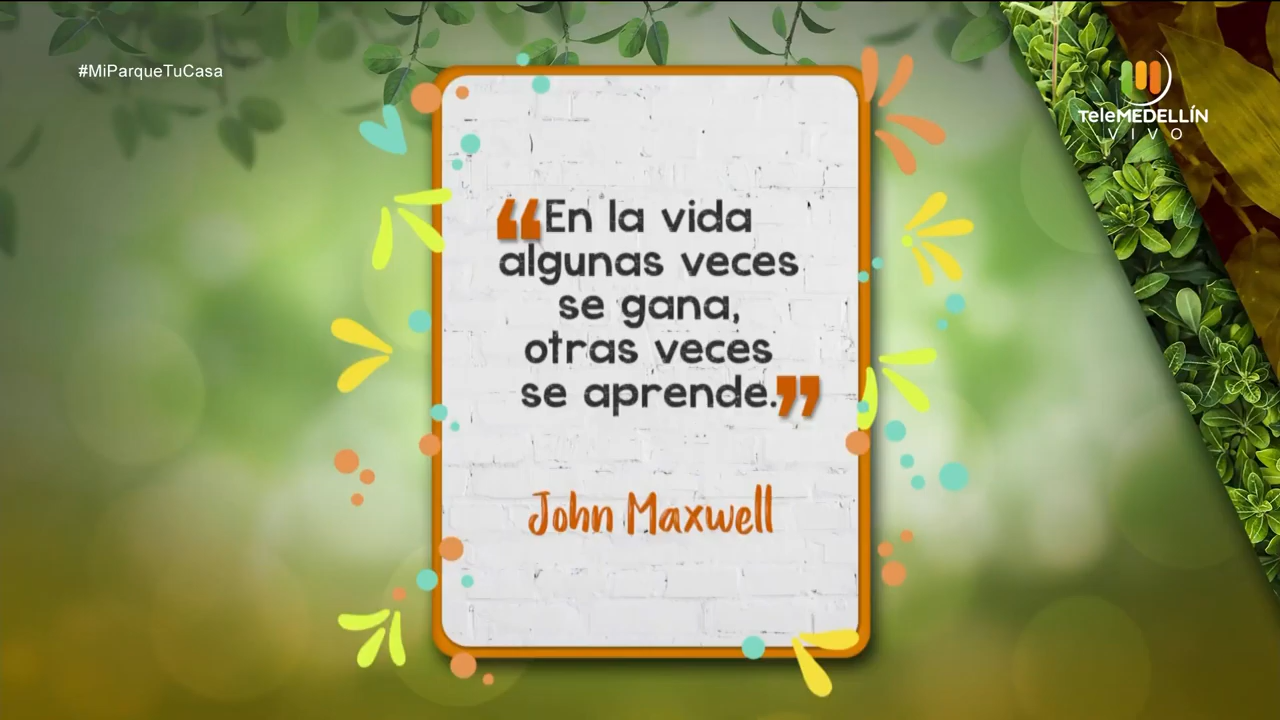 #MiParqueTuCasa
TeleMEDELLÍN
VIVO
“En la vida
algunas veces
se gana,
otras veces
se aprende.”
John Maxwell